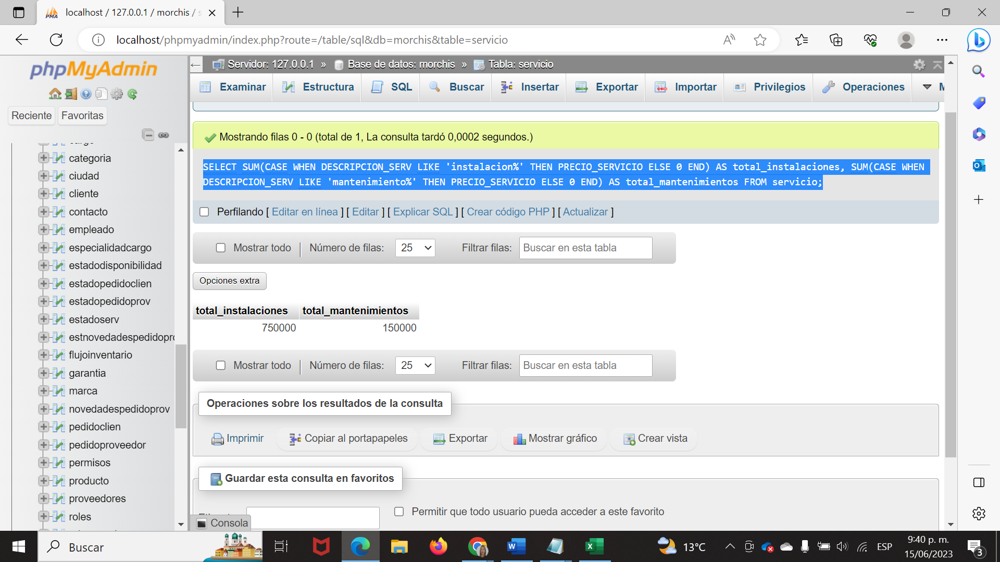 localhost / 127.0.0.1 / morchis / s
localhost/phpmyadmin/index.php?route=/table/sql&db=morchis&table=servicio
phpMyAdmin
Reciente
Favoritas
categoria
ciudad
cliente
contacto
empleado
especialidadcargo
estadodisponibilidad
estadopedidoclien
estadopedidoprov
estadoserv
estnovedadespedidopro
flujoinventario
garantia
marca
novedadespedidoprov
pedidoclien
pedidoproveedor
permisos
producto
proveedores
roles
Servidor: 127.0.0.1 » Base de datos: morchis » Tabla: servicio
Examinar Estructura SQL Buscar Insertar Exportar Importar Privilegios Operaciones M
Mostrando filas 0 - 0 (total de 1, La consulta tardó 0,0002 segundos.)
SELECT SUM(CASE WHEN DESCRIPCION_SERV LIKE 'instalacion%' THEN PRECIO_SERVICIO ELSE 0 END) AS total_instalaciones, SUM(CASE WHEN
DESCRIPCION_SERV LIKE 'mantenimiento%' THEN PRECIO_SERVICIO ELSE 0 END) AS total_mantenimientos FROM servicio;
Perfilando [ Editar en línea ] [ Editar ] [ Explicar SQL ] [ Crear código PHP ] [ Actualizar ]
Mostrar todo | Número de filas: 25 Filtrar filas: Buscar en esta tabla
Opciones extra
total_instalaciones total_mantenimientos
750000 150000
Mostrar todo | Número de filas: 25 Filtrar filas: Buscar en esta tabla
Operaciones sobre los resultados de la consulta
Imprimir Copiar al portapapeles Exportar Mostrar gráfico Crear vista
Guardar esta consulta en favoritos
Permitir que todo usuario pueda acceder a este favorito
Consola
Buscar
13°C
ESP
9:40 p. m.
15/06/2023
3